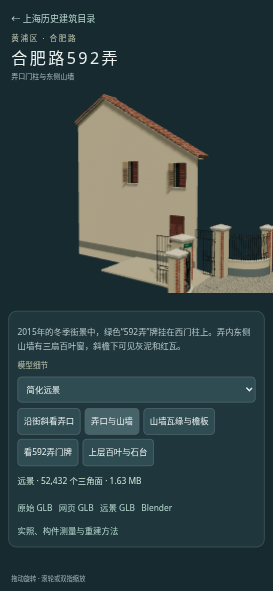 ← 上海历史建筑目录
黄浦区 · 合肥路
合肥路592弄
弄口门柱与东侧山墙
2015年的冬季街景中，绿色“592弄”牌挂在西门柱上。弄内东侧
山墙有三扇百叶窗，斜檐下可见灰泥和红瓦。
模型细节
简化远景
沿街斜看弄口 弄口与山墙 山墙瓦缘与檐板
看592弄门牌 上层百叶与石台
远景 · 52,432 个三角面 · 1.63 MB
原始 GLB 网页 GLB 远景 GLB Blender
实照、构件测量与重建方法
拖动旋转 · 滚轮或双指缩放